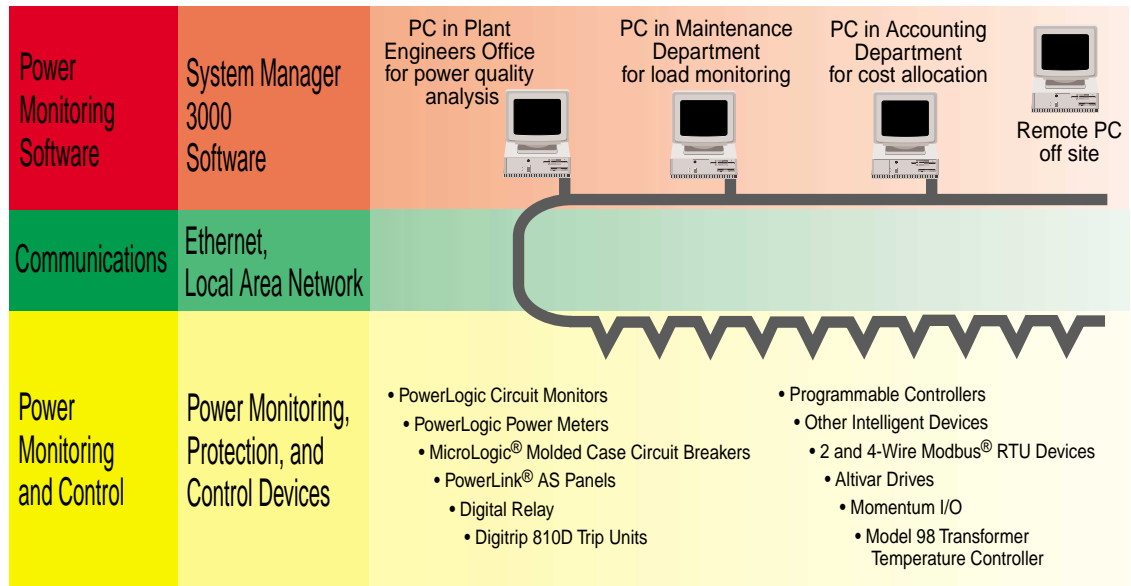 Power
Monitoring
Software
System Manager
3000
Software
PC in Plant
Engineers Office
for power quality
analysis
PC in Maintenance
Department
for load monitoring
PC in Accounting
Department
for cost allocation
Remote PC
off site
Communications
Ethernet,
Local Area Network
Power
Monitoring
and Control
Power Monitoring,
Protection, and
Control Devices
• PowerLogic Circuit Monitors
• PowerLogic Power Meters
• MicroLogic® Molded Case Circuit Breakers
• PowerLink® AS Panels
• Digital Relay
• Digitrip 810D Trip Units
• Programmable Controllers
• Other Intelligent Devices
• 2 and 4-Wire Modbus® RTU Devices
• Altivar Drives
• Momentum I/O
• Model 98 Transformer
Temperature Controller